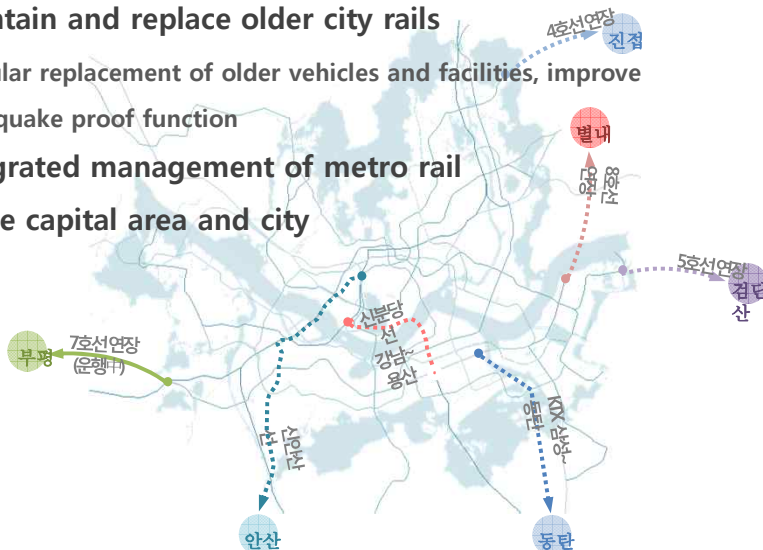 ntain and replace older city rails
ular replacement of older vehicles and facilities, improve
quake proof function
grated management of metro rail
e capital area and city
4호선연장
진접
별내
8호선
연장
5호선연장
검단
산
신분당
선
강남~
용산
7호선 연장
(운행中)
부평
KTX 삼성~
동탄
신안산
선
안산
동탄